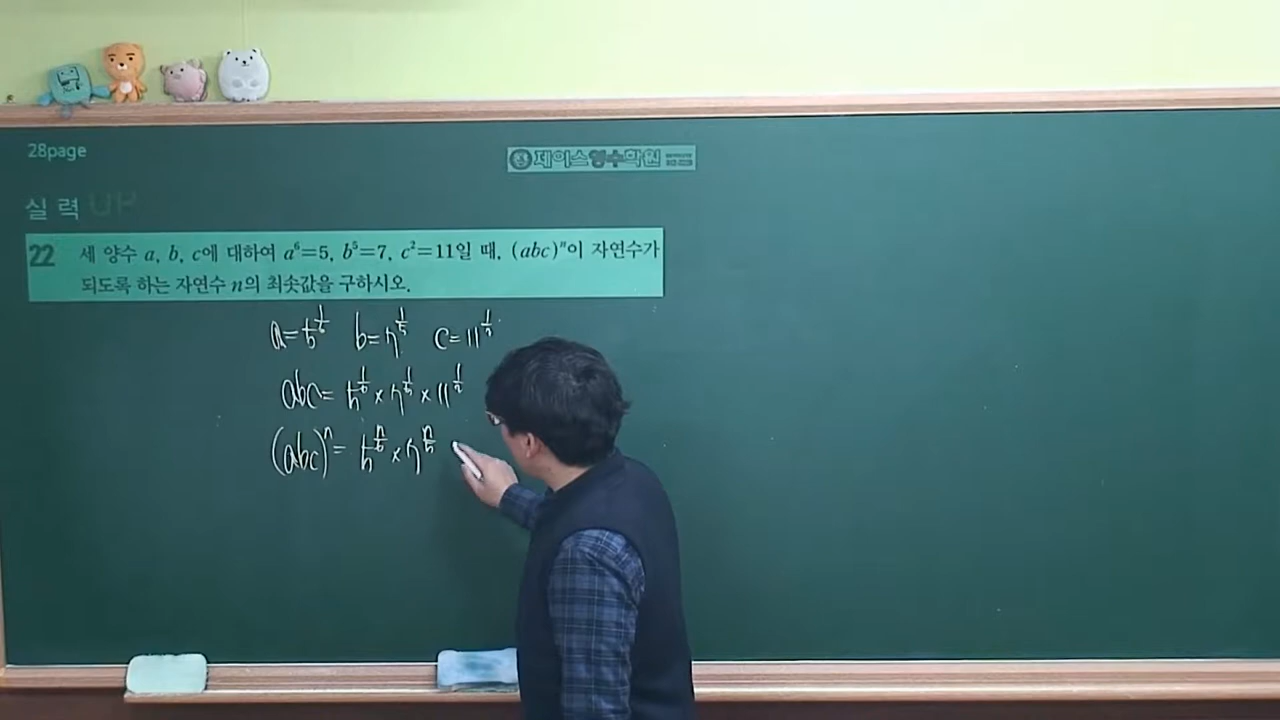 28page
제이스영수학원
실력 UP
22 세 양수 a, b, c에 대하여 a⁶=5, b⁵=7, c²=11일 때, (abc)ⁿ이 자연수가
되도록 하는 자연수 n의 최솟값을 구하시오.
a=5^(1/6) b=7^(1/5) c=11^(1/2)
abc=5^(1/6)×7^(1/5)×11^(1/2)
(abc)ⁿ=5^(n/6)×7^(n/5)